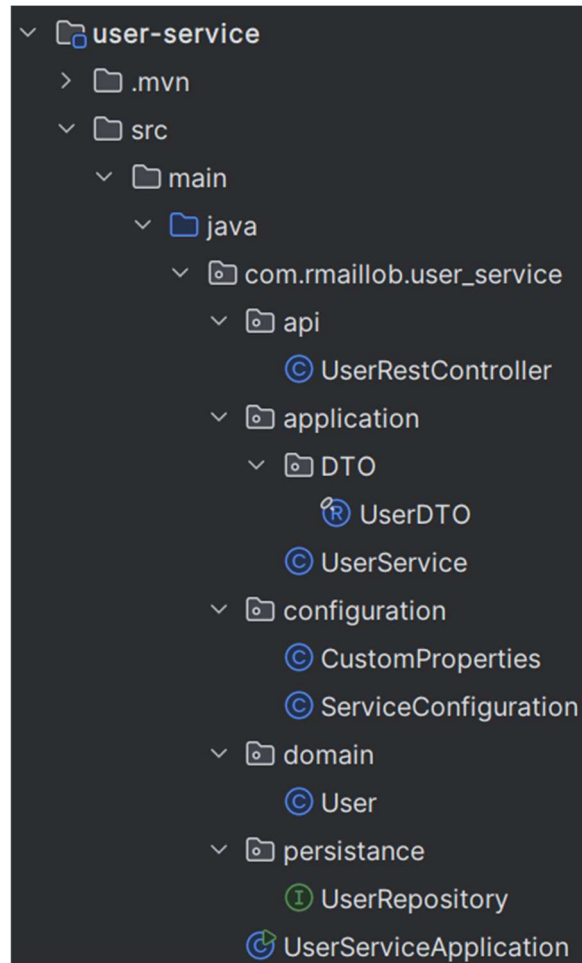 user-service
.mvn
src
main
java
com.rmaillob.user_service
api
C UserRestController
application
DTO
R UserDTO
C UserService
configuration
C CustomProperties
C ServiceConfiguration
domain
C User
persistance
I UserRepository
C UserServiceApplication